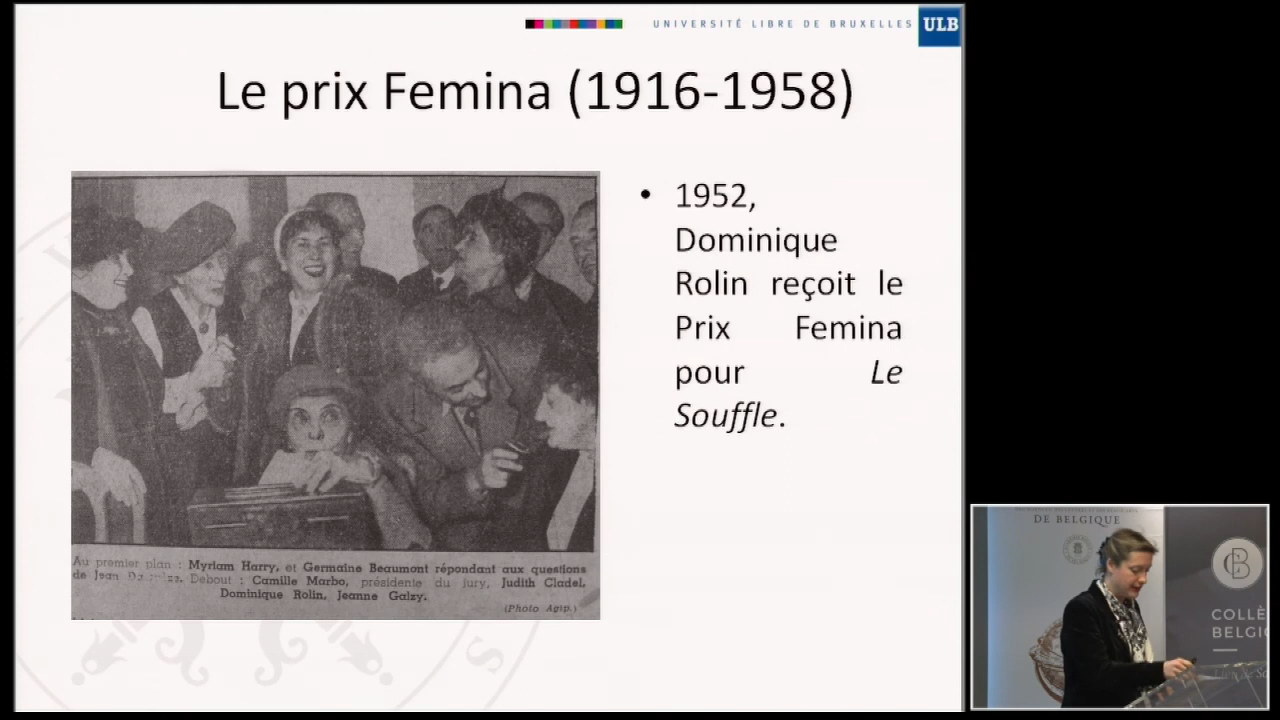 UNIVERSITÉ LIBRE DE BRUXELLES ULB
Le prix Femina (1916-1958)
• 1952,
Dominique
Rolin reçoit le
Prix Femina
pour Le
Souffle.
Au premier plan : Myriam Harry, et Germaine Beaumont répondant aux questions
de Jean Debout : Camille Marbo, présidente du jury, Judith Cladel,
Dominique Rolin, Jeanne Galzy.
(Photo Agip.)
DE BELGIQUE
CB
COLLÈ
BELGI